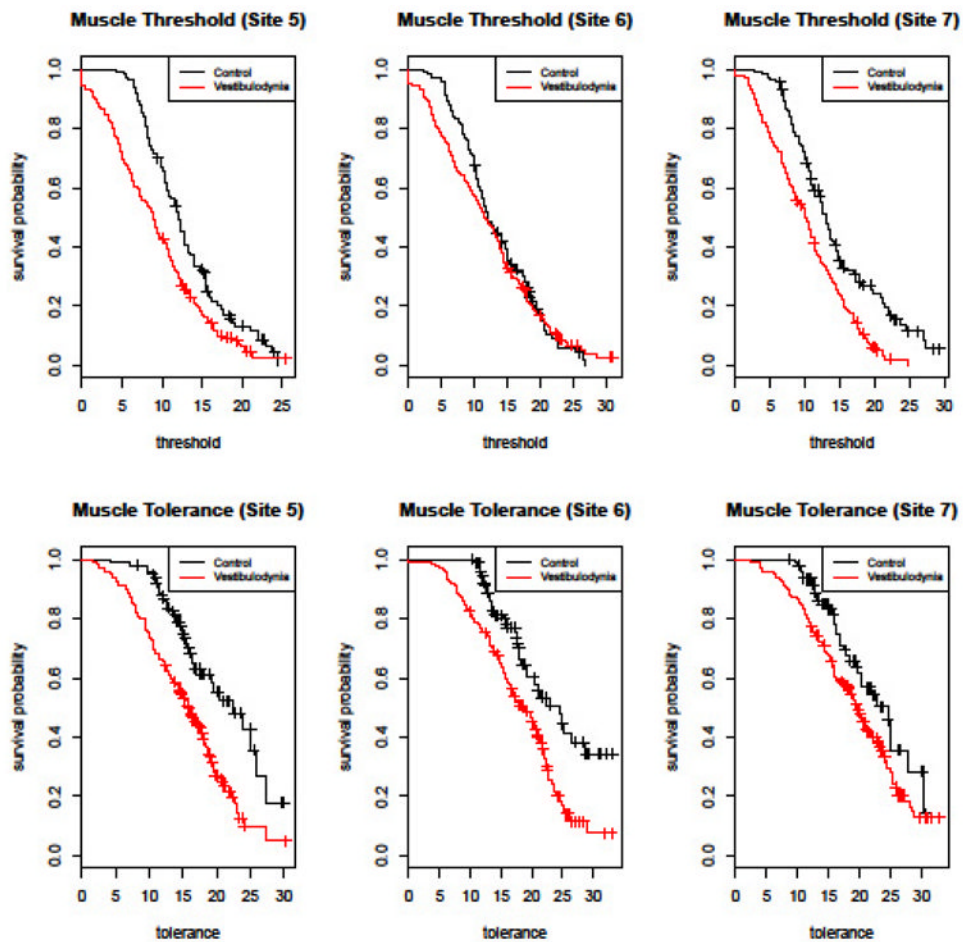 Muscle Threshold (Site 5)
Control
Vestibulodynia
survival probability
0.0 0.2 0.4 0.6 0.8 1.0
0 5 10 15 20 25
threshold
Muscle Threshold (Site 6)
Control
Vestibulodynia
survival probability
0.0 0.2 0.4 0.6 0.8 1.0
0 5 10 15 20 25 30
threshold
Muscle Threshold (Site 7)
Control
Vestibulodynia
survival probability
0.0 0.2 0.4 0.6 0.8 1.0
0 5 10 15 20 25 30
threshold
Muscle Tolerance (Site 5)
Control
Vestibulodynia
survival probability
0.0 0.2 0.4 0.6 0.8 1.0
0 5 10 15 20 25 30
tolerance
Muscle Tolerance (Site 6)
Control
Vestibulodynia
survival probability
0.0 0.2 0.4 0.6 0.8 1.0
0 5 10 15 20 25 30
tolerance
Muscle Tolerance (Site 7)
Control
Vestibulodynia
survival probability
0.0 0.2 0.4 0.6 0.8 1.0
0 5 10 15 20 25 30
tolerance